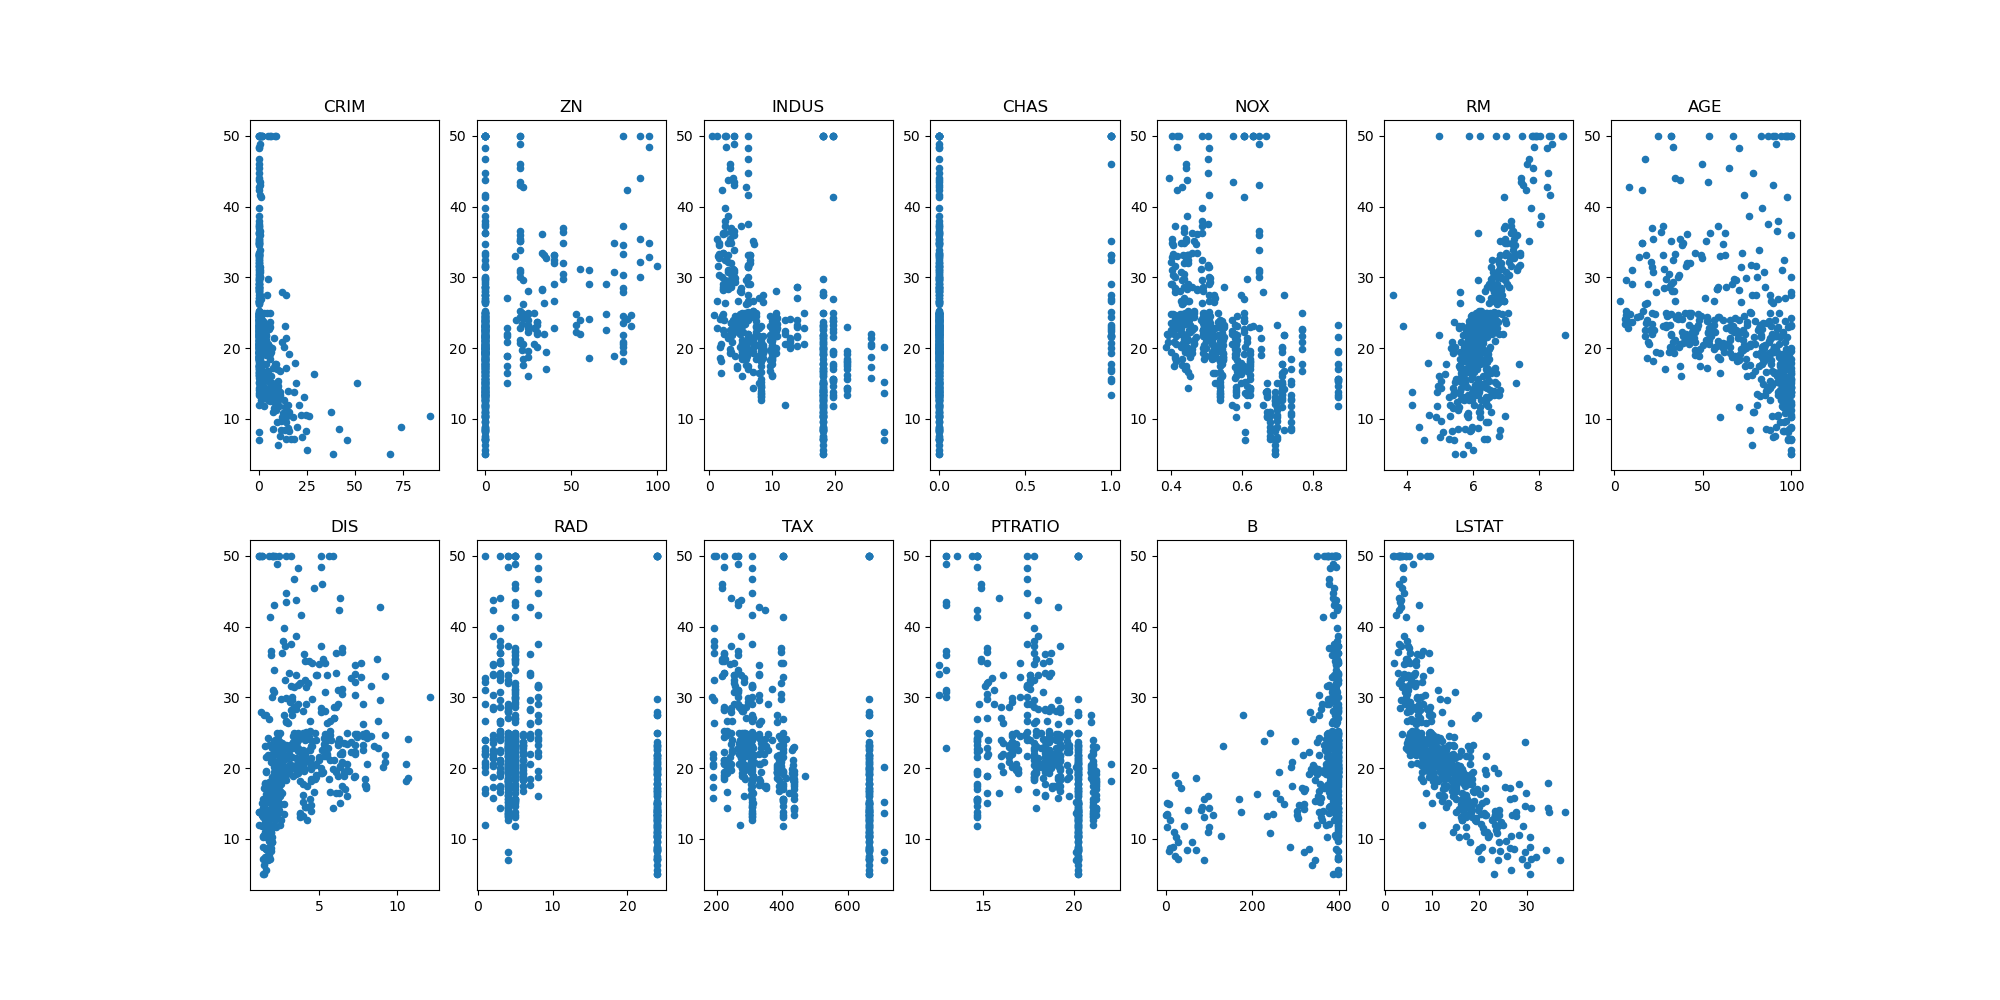 CRIM ZN INDUS CHAS NOX RM AGE
50 50 50 50 50 50 50
40 40 40 40 40 40 40
30 30 30 30 30 30 30
20 20 20 20 20 20 20
10 10 10 10 10 10 10
0 25 50 75 0 50 100 0 10 20 0.0 0.5 1.0 0.4 0.6 0.8 4 6 8 0 50 100
DIS RAD TAX PTRATIO B LSTAT
50 50 50 50 50 50
40 40 40 40 40 40
30 30 30 30 30 30
20 20 20 20 20 20
10 10 10 10 10 10
5 10 0 10 20 200 400 600 15 20 0 200 400 0 10 20 30